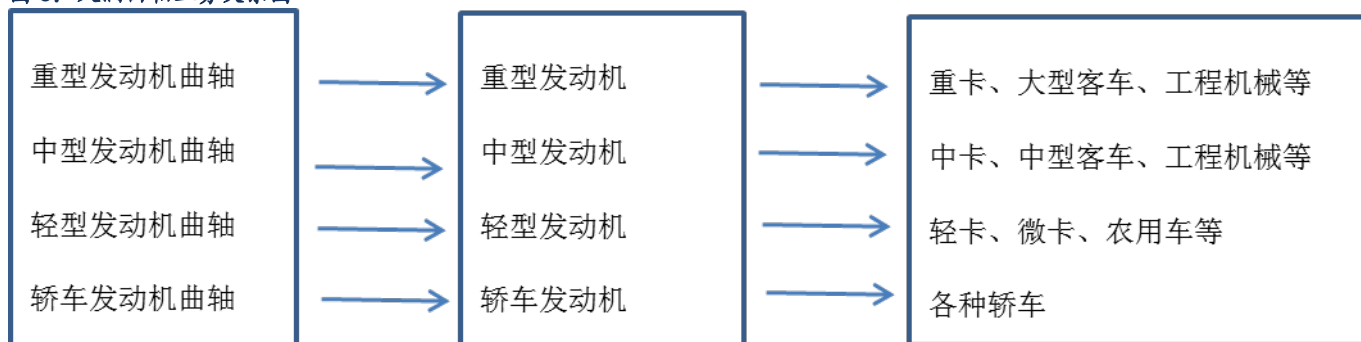 重型发动机曲轴 重型发动机 重卡、大型客车、工程机械等
中型发动机曲轴 中型发动机 中卡、中型客车、工程机械等
轻型发动机曲轴 轻型发动机 轻卡、微卡、农用车等
轿车发动机曲轴 轿车发动机 各种轿车